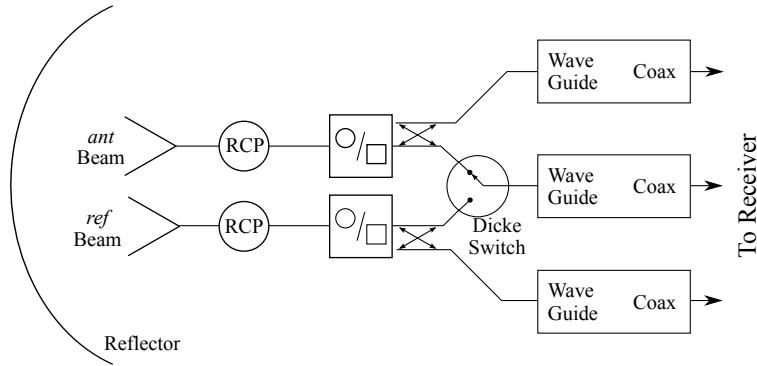 Wave
Guide
Coax
ant
Beam
RCP
Wave
Guide
Coax
ref
Beam
RCP
Dicke
Switch
Wave
Guide
Coax
Reflector
To Receiver